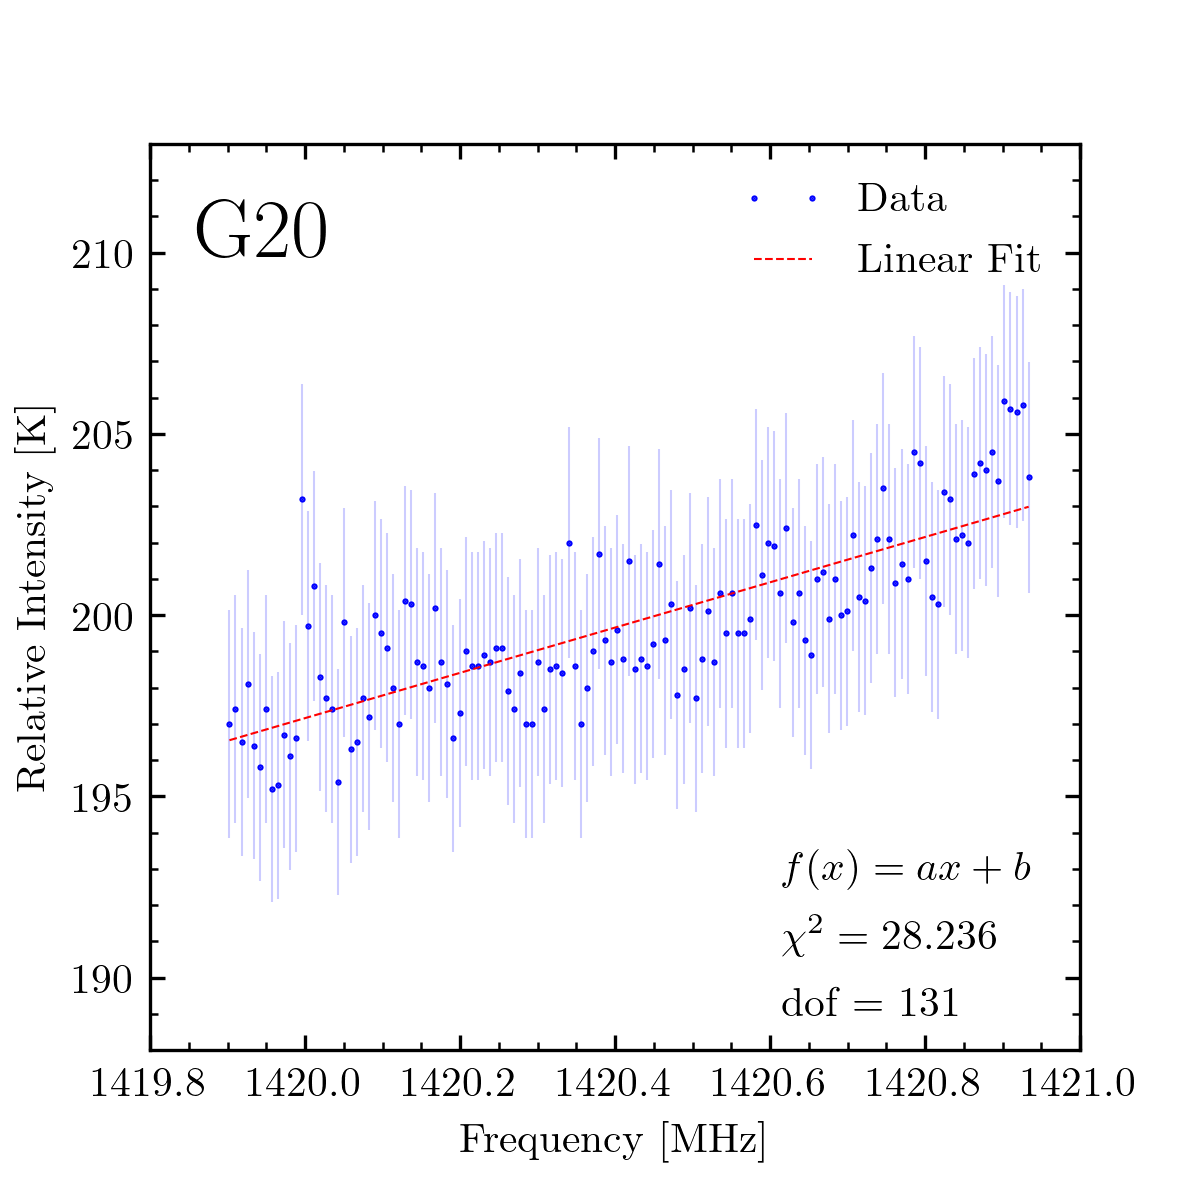 G20
Data
Linear Fit
210
205
200
195
190
Relative Intensity [K]
f(x) = ax + b
χ² = 28.236
dof = 131
1419.8 1420.0 1420.2 1420.4 1420.6 1420.8 1421.0
Frequency [MHz]